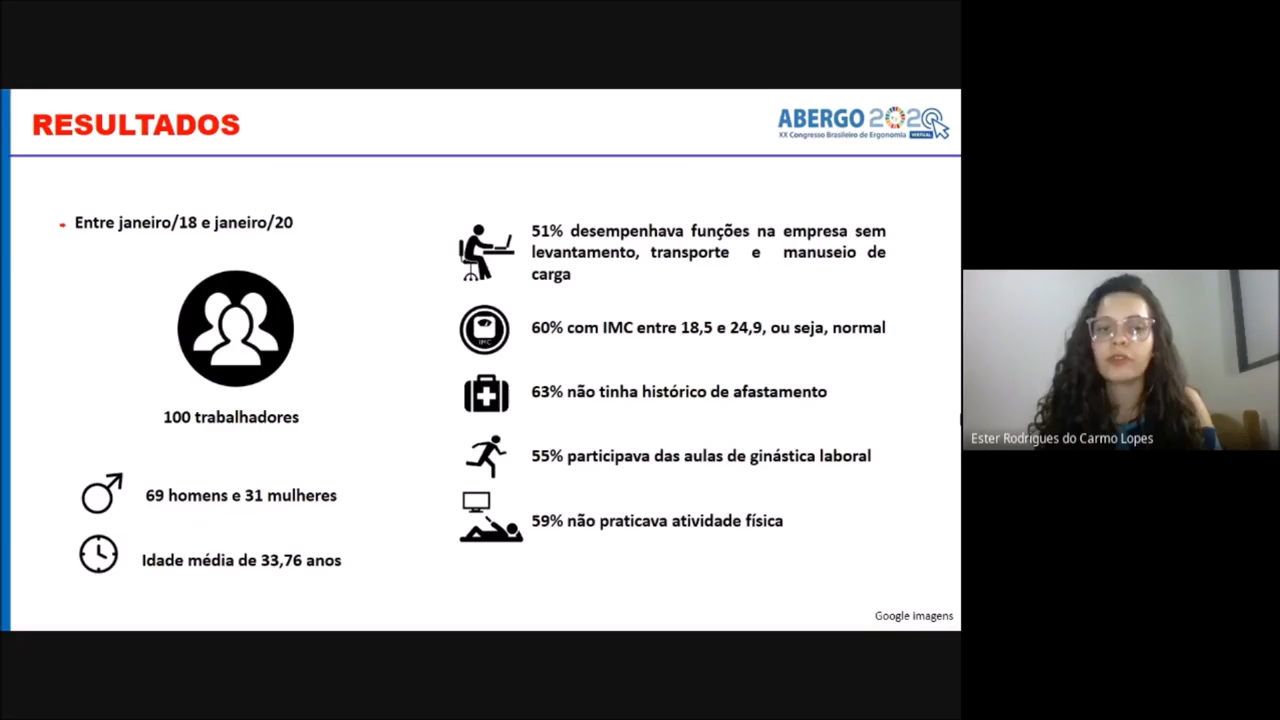 RESULTADOS
ABERGO 2020
XX Congresso Brasileiro de Ergonomia VIRTUAL
Entre janeiro/18 e janeiro/20
100 trabalhadores
69 homens e 31 mulheres
Idade média de 33,76 anos
51% desempenhava funções na empresa sem
levantamento, transporte e manuseio de
carga
IMC
60% com IMC entre 18,5 e 24,9, ou seja, normal
63% não tinha histórico de afastamento
55% participava das aulas de ginástica laboral
59% não praticava atividade física
Google imagens
Ester Rodrigues do Carmo Lopes